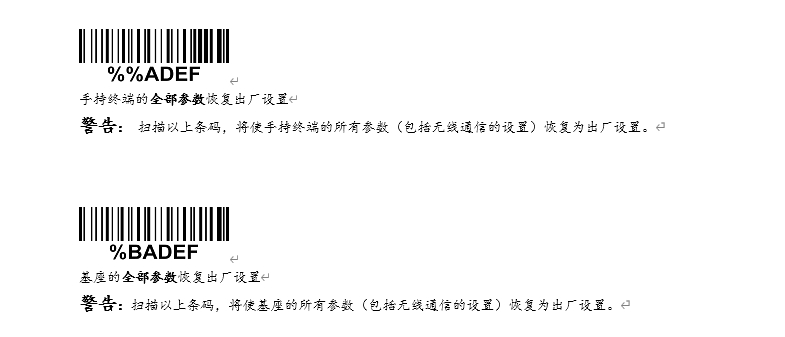 %%ADEF
手持终端的全部参数恢复出厂设置
警告： 扫描以上条码，将使手持终端的所有参数（包括无线通信的设置）恢复为出厂设置。
%BADEF
基座的全部参数恢复出厂设置
警告：扫描以上条码，将使基座的所有参数（包括无线通信的设置）恢复为出厂设置。